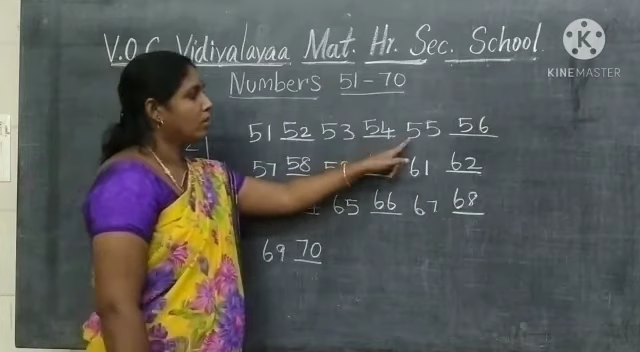 V.O.C Vidiyalayaa Mat. Hr. Sec. School
KINEMASTER
Numbers 51-70
51 52 53 54 55 56
57 58 61 62
65 66 67 68
69 70